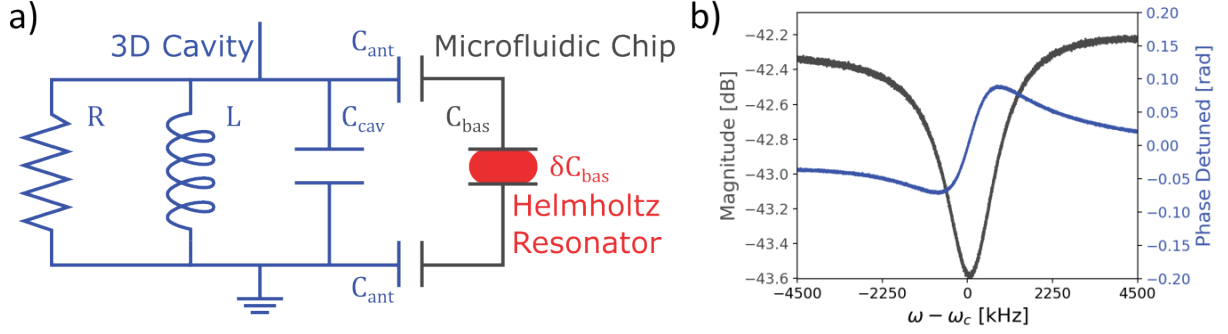 a)
3D Cavity
C_ant
Microfluidic Chip
R
L
C_cav
C_bas
δC_bas
Helmholtz
Resonator
C_ant
b)
Magnitude [dB]
−42.2
−42.4
−42.6
−42.8
−43.0
−43.2
−43.4
−43.6
0.20
0.15
0.10
0.05
0.00
−0.05
−0.10
−0.15
−0.20
Phase Detuned [rad]
−4500 −2250 0 2250 4500
ω − ω_c [kHz]